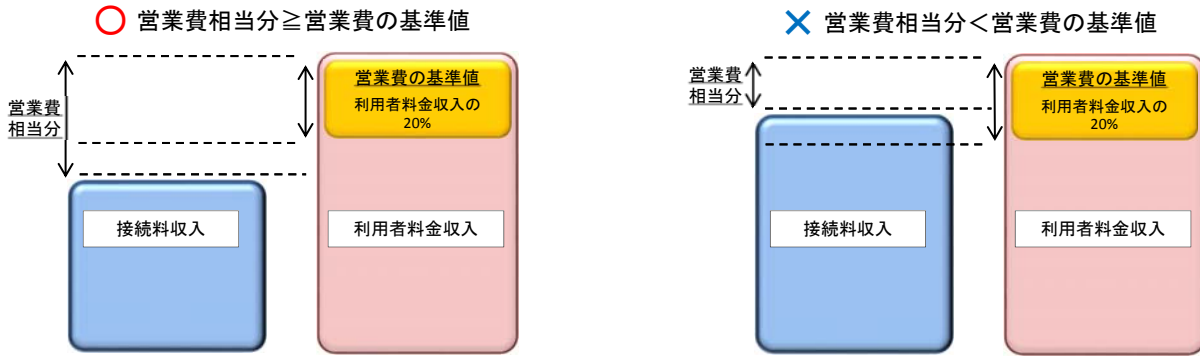 ○ 営業費相当分≧営業費の基準値
営業費
相当分
営業費の基準値
利用者料金収入の
20%
接続料収入
利用者料金収入
× 営業費相当分<営業費の基準値
営業費
相当分
営業費の基準値
利用者料金収入の
20%
接続料収入
利用者料金収入